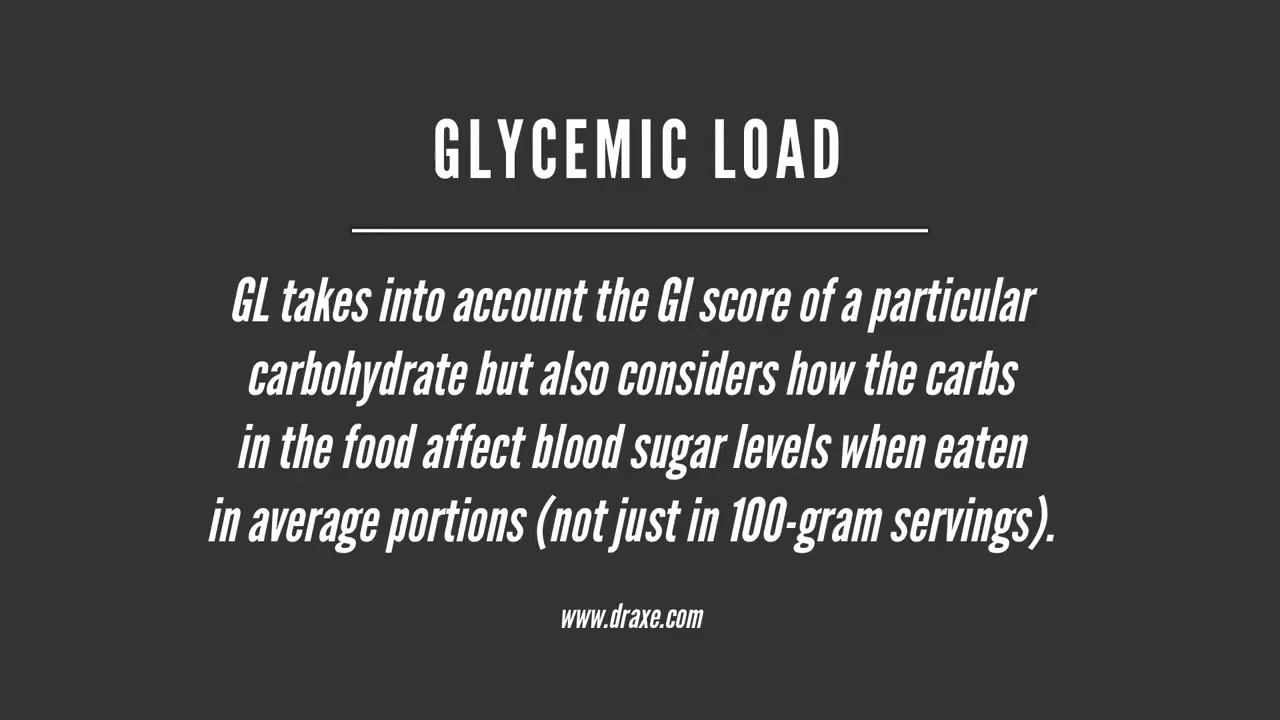 GLYCEMIC LOAD
GL takes into account the GI score of a particular
carbohydrate but also considers how the carbs
in the food affect blood sugar levels when eaten
in average portions (not just in 100-gram servings).
www.draxe.com